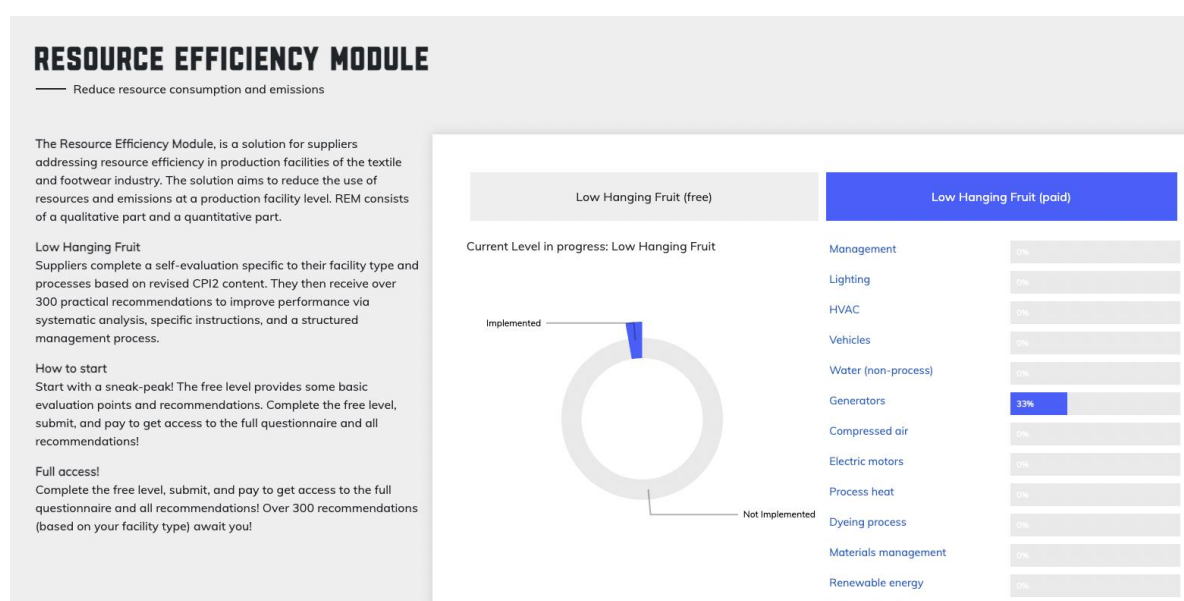 RESOURCE EFFICIENCY MODULE
Reduce resource consumption and emissions
The Resource Efficiency Module, is a solution for suppliers
addressing resource efficiency in production facilities of the textile
and footwear industry. The solution aims to reduce the use of
resources and emissions at a production facility level. REM consists
of a qualitative part and a quantitative part.
Low Hanging Fruit
Suppliers complete a self-evaluation specific to their facility type and
processes based on revised CPI2 content. They then receive over
300 practical recommendations to improve performance via
systematic analysis, specific instructions, and a structured
management process.
How to start
Start with a sneak-peak! The free level provides some basic
evaluation points and recommendations. Complete the free level,
submit, and pay to get access to the full questionnaire and all
recommendations!
Full access!
Complete the free level, submit, and pay to get access to the full
questionnaire and all recommendations! Over 300 recommendations
(based on your facility type) await you!
Low Hanging Fruit (free)
Low Hanging Fruit (paid)
Current Level in progress: Low Hanging Fruit
Implemented
Not Implemented
Management 0%
Lighting 0%
HVAC 0%
Vehicles 0%
Water (non-process) 0%
Generators 33%
Compressed air 0%
Electric motors 0%
Process heat 0%
Dyeing process 0%
Materials management 0%
Renewable energy 0%